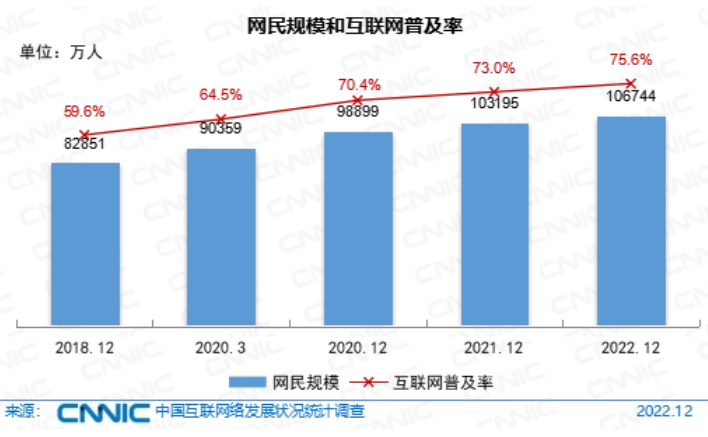 网民规模和互联网普及率
单位：万人
59.6% 64.5% 70.4% 73.0% 75.6%
82851 90359 98899 103195 106744
2018.12 2020.3 2020.12 2021.12 2022.12
网民规模 互联网普及率
来源： CNNIC 中国互联网络发展状况统计调查 2022.12